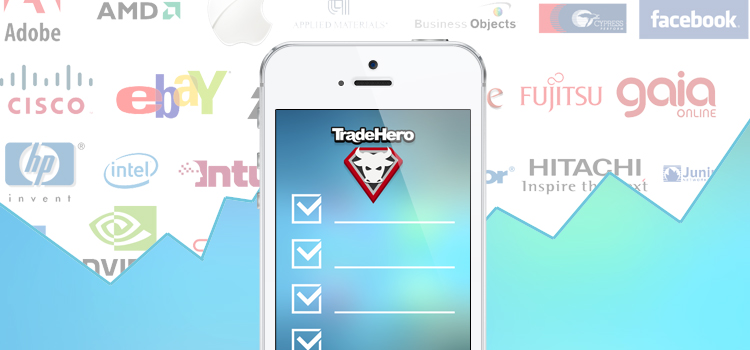 Adobe
AMD
APPLIED MATERIALS®
Business Objects
CYPRESS
facebook®
CISCO™
ebaY®
FUJITSU
gaia
ONLINE
hp
®
invent
intel®
Intu
or®
HITACHI
Inspire the Next
Juni
NVID
TradeHero